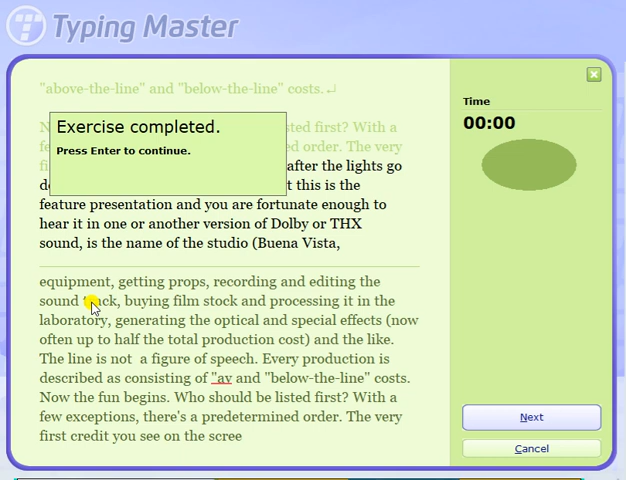 Typing Master
"above-the-line" and "below-the-line" costs.↵
Exercise completed.
Press Enter to continue.
N sted first? With a
fe ed order. The very
fi after the lights go
d t this is the
feature presentation and you are fortunate enough to
hear it in one or another version of Dolby or THX
sound, is the name of the studio (Buena Vista,
equipment, getting props, recording and editing the
sound track, buying film stock and processing it in the
laboratory, generating the optical and special effects (now
often up to half the total production cost) and the like.
The line is not  a figure of speech. Every production is
described as consisting of "av and "below-the-line" costs.
Now the fun begins. Who should be listed first? With a
few exceptions, there's a predetermined order. The very
first credit you see on the scree
Time
00:00
Next
Cancel